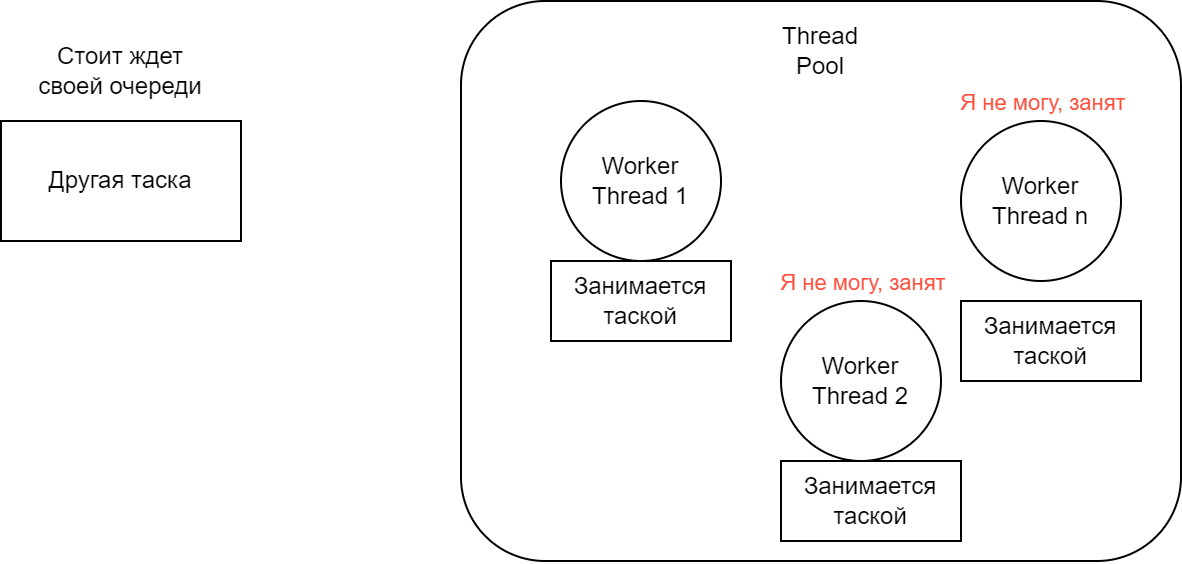 Стоит ждет
своей очереди
Другая таска
Thread
Pool
Worker
Thread 1
Занимается
таской
Я не могу, занят
Worker
Thread 2
Занимается
таской
Я не могу, занят
Worker
Thread n
Занимается
таской